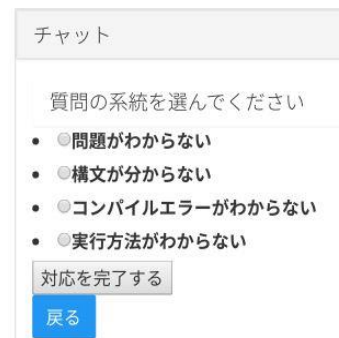 チャット
質問の系統を選んでください
問題がわからない
構文が分からない
コンパイルエラーがわからない
実行方法がわからない
対応を完了する
戻る